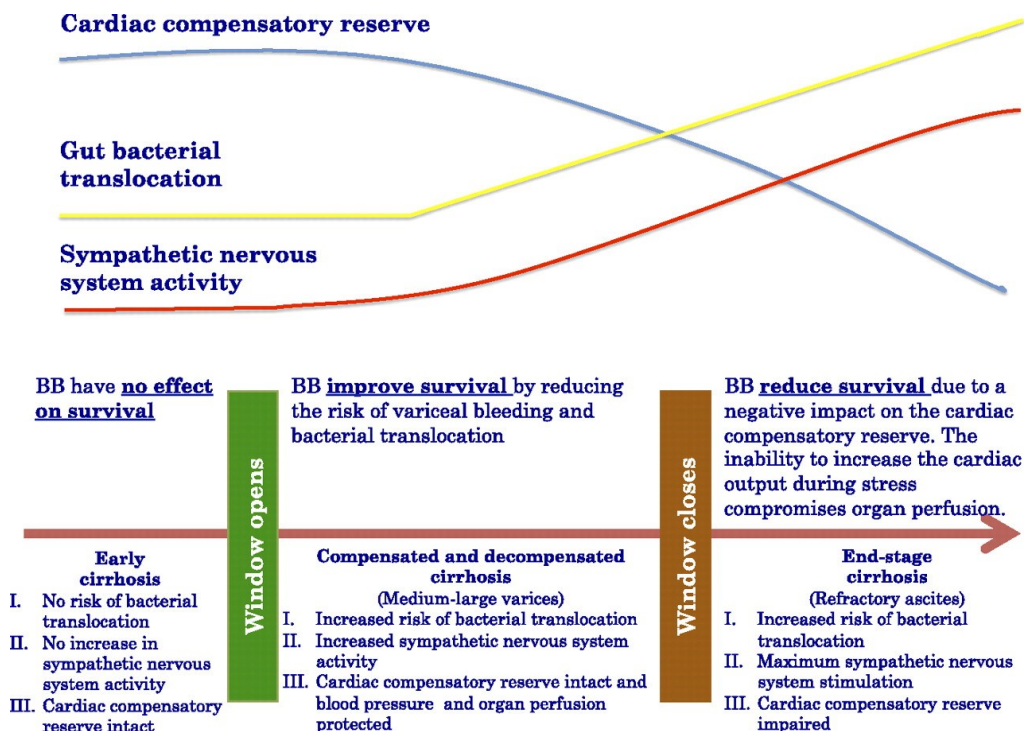 Cardiac compensatory reserve
Gut bacterial
translocation
Sympathetic nervous
system activity
BB have no effect
on survival
Window opens
BB improve survival by reducing
the risk of variceal bleeding and
bacterial translocation
Window closes
BB reduce survival due to a
negative impact on the cardiac
compensatory reserve. The
inability to increase the cardiac
output during stress
compromises organ perfusion.
Early
cirrhosis
I. No risk of bacterial
translocation
II. No increase in
sympathetic nervous
system activity
III. Cardiac compensatory
reserve intact
Compensated and decompensated
cirrhosis
(Medium-large varices)
I. Increased risk of bacterial translocation
II. Increased sympathetic nervous system
activity
III. Cardiac compensatory reserve intact and
blood pressure and organ perfusion
protected
End-stage
cirrhosis
(Refractory ascites)
I. Increased risk of bacterial
translocation
II. Maximum sympathetic nervous
system stimulation
III. Cardiac compensatory reserve
impaired